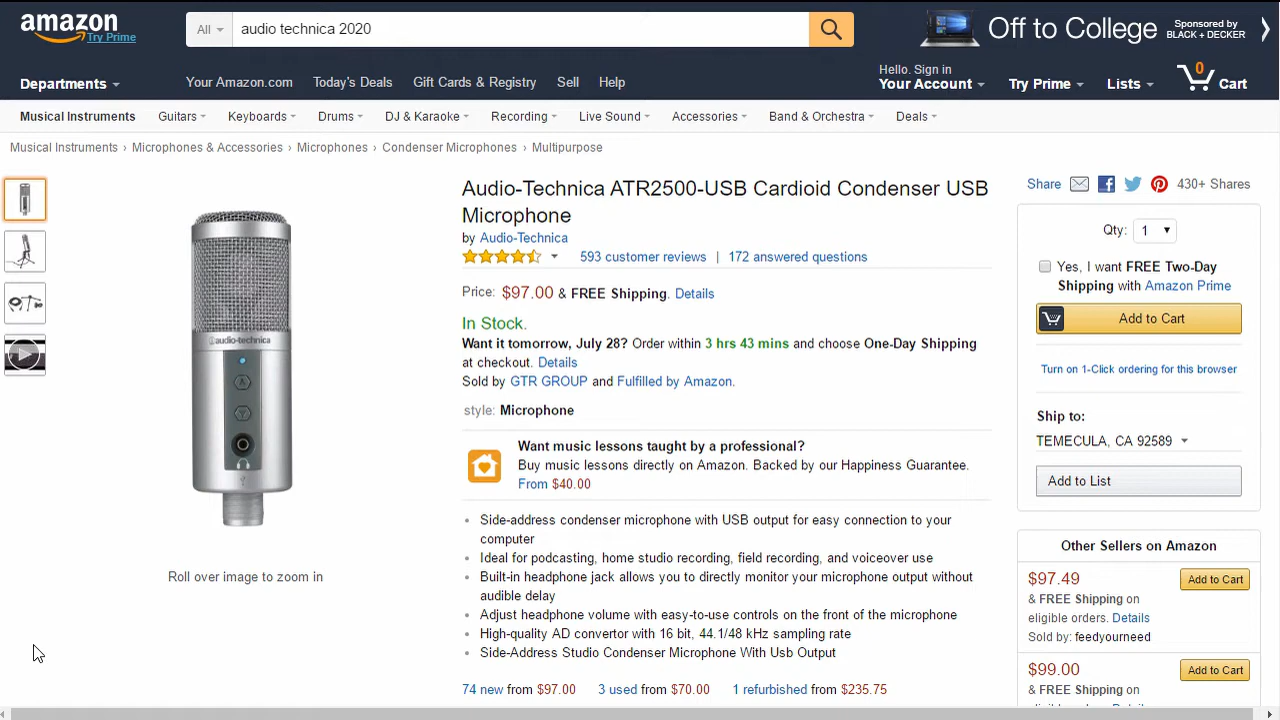 amazon
Try Prime
All
audio technica 2020
Off to College
Sponsored by
BLACK + DECKER
Departments
Your Amazon.com
Today's Deals
Gift Cards & Registry
Sell
Help
Hello. Sign in
Your Account
Try Prime
Lists
0
Cart
Musical Instruments
Guitars
Keyboards
Drums
DJ & Karaoke
Recording
Live Sound
Accessories
Band & Orchestra
Deals
Musical Instruments › Microphones & Accessories › Microphones › Condenser Microphones › Multipurpose
audio-technica
Roll over image to zoom in
Audio-Technica ATR2500-USB Cardioid Condenser USB
Microphone
by Audio-Technica
593 customer reviews | 172 answered questions
Price: $97.00 & FREE Shipping. Details
In Stock.
Want it tomorrow, July 28? Order within 3 hrs 43 mins and choose One-Day Shipping
at checkout. Details
Sold by GTR GROUP and Fulfilled by Amazon.
style: Microphone
Want music lessons taught by a professional?
Buy music lessons directly on Amazon. Backed by our Happiness Guarantee.
From $40.00
• Side-address condenser microphone with USB output for easy connection to your
computer
• Ideal for podcasting, home studio recording, field recording, and voiceover use
• Built-in headphone jack allows you to directly monitor your microphone output without
audible delay
• Adjust headphone volume with easy-to-use controls on the front of the microphone
• High-quality AD convertor with 16 bit, 44.1/48 kHz sampling rate
• Side-Address Studio Condenser Microphone With Usb Output
74 new from $97.00
3 used from $70.00
1 refurbished from $235.75
Share
430+ Shares
Qty: 1
Yes, I want FREE Two-Day
Shipping with Amazon Prime
Add to Cart
Turn on 1-Click ordering for this browser
Ship to:
TEMECULA, CA 92589
Add to List
Other Sellers on Amazon
$97.49
Add to Cart
& FREE Shipping on
eligible orders. Details
Sold by: feedyourneed
$99.00
Add to Cart
& FREE Shipping on